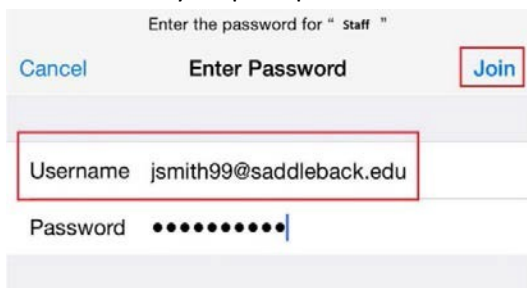 Enter the password for “ Staff ”
Cancel Enter Password Join
Username jsmith99@saddleback.edu
Password ●●●●●●●●●●